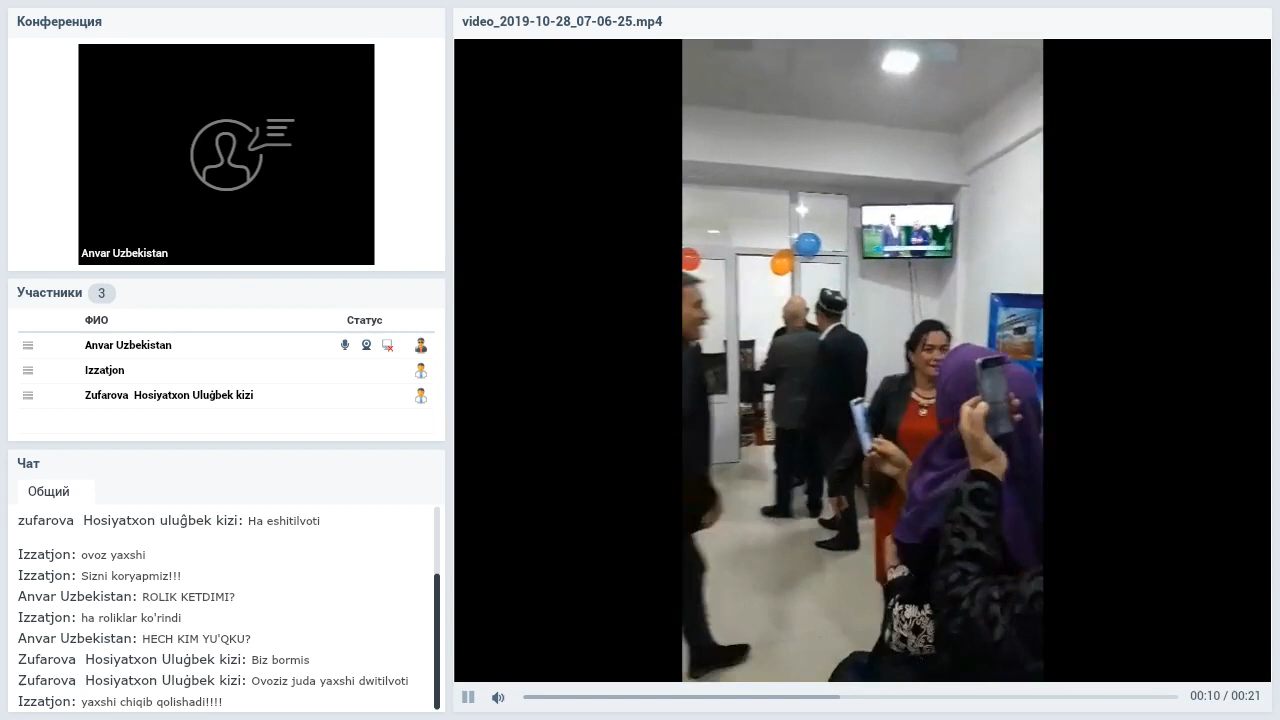 Конференция
Anvar Uzbekistan
Участники 3
ФИО Статус
Anvar Uzbekistan
Izzatjon
Zufarova  Hosiyatxon Uluġbek kizi
Чат
Общий
zufarova  Hosiyatxon uluĝbek kizi: Ha eshitilvoti
Izzatjon: ovoz yaxshi
Izzatjon: Sizni koryapmiz!!!
Anvar Uzbekistan: ROLIK KETDIMI?
Izzatjon: ha roliklar ko'rindi
Anvar Uzbekistan: HECH KIM YU'QKU?
Zufarova  Hosiyatxon Uluġbek kizi: Biz bormis
Zufarova  Hosiyatxon Uluġbek kizi: Ovoziz juda yaxshi dwitilvoti
Izzatjon: yaxshi chiqib qolishadi!!!!
video_2019-10-28_07-06-25.mp4
00:10 / 00:21